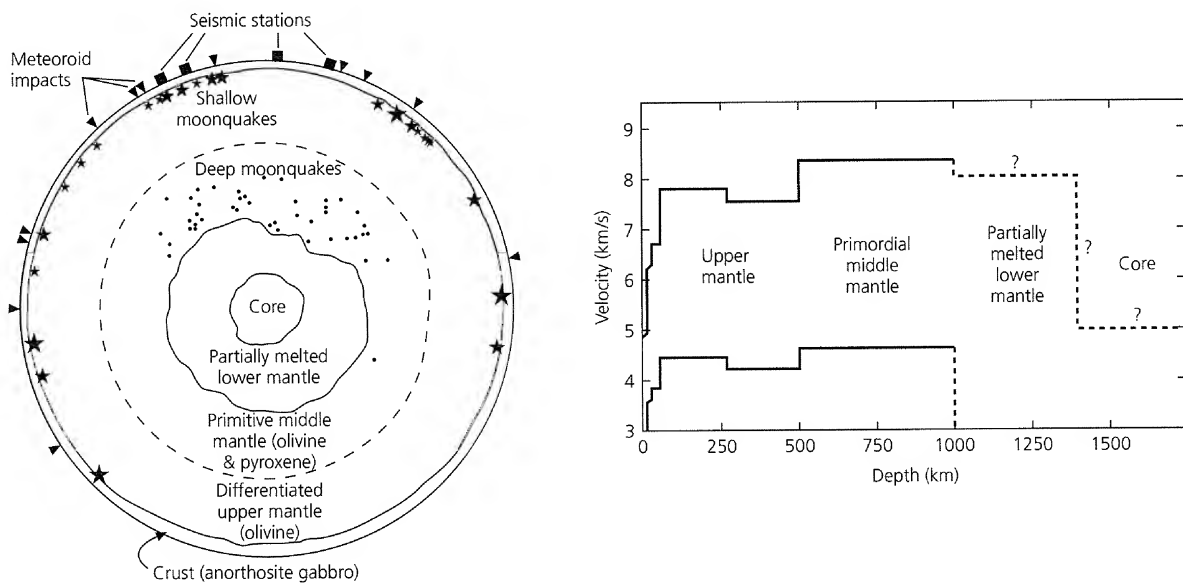 Seismic stations
Meteoroid
impacts
Shallow
moonquakes
Deep moonquakes
Core
Partially melted
lower mantle
Primitive middle
mantle (olivine
& pyroxene)
Differentiated
upper mantle
(olivine)
Crust (anorthosite gabbro)
Velocity (km/s)
9
8
7
6
5
4
3
?
?
?
Upper
mantle
Primordial
middle
mantle
Partially
melted
lower
mantle
Core
0
250
500
750
1000
1250
1500
Depth (km)